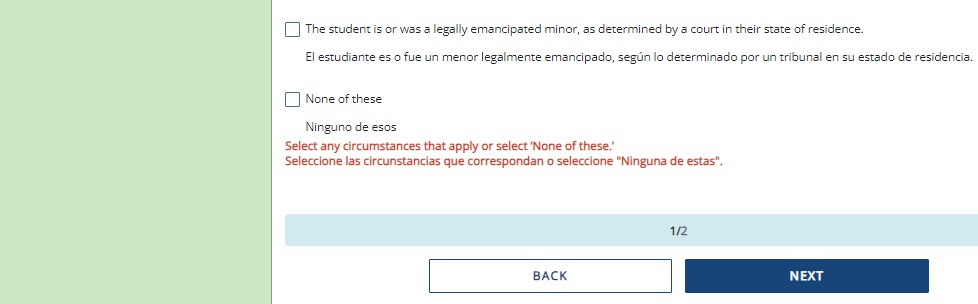 The student is or was a legally emancipated minor, as determined by a court in their state of residence.
El estudiante es o fue un menor legalmente emancipado, según lo determinado por un tribunal en su estado de residencia.
None of these
Ninguno de esos
Select any circumstances that apply or select ‘None of these.’
Seleccione las circunstancias que correspondan o seleccione "Ninguna de estas".
1/2
BACK
NEXT